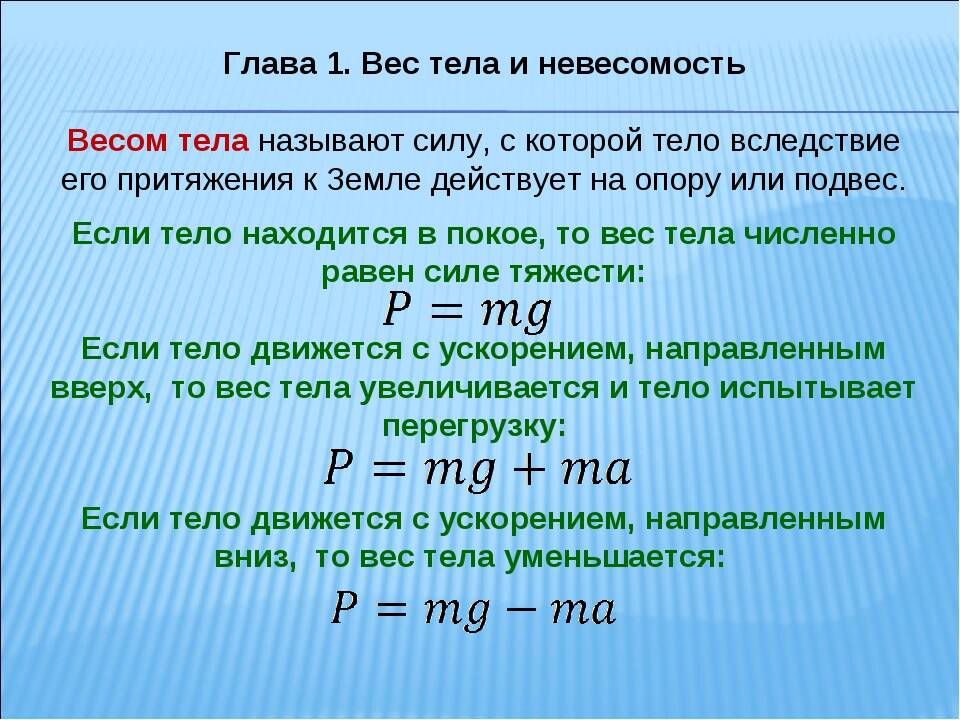 Глава 1. Вес тела и невесомость
Весом тела называют силу, с которой тело вследствие
его притяжения к Земле действует на опору или подвес.
Если тело находится в покое, то вес тела численно
равен силе тяжести:
P = mg
Если тело движется с ускорением, направленным
вверх, то вес тела увеличивается и тело испытывает
перегрузку:
P = mg + ma
Если тело движется с ускорением, направленным
вниз, то вес тела уменьшается:
P = mg − ma